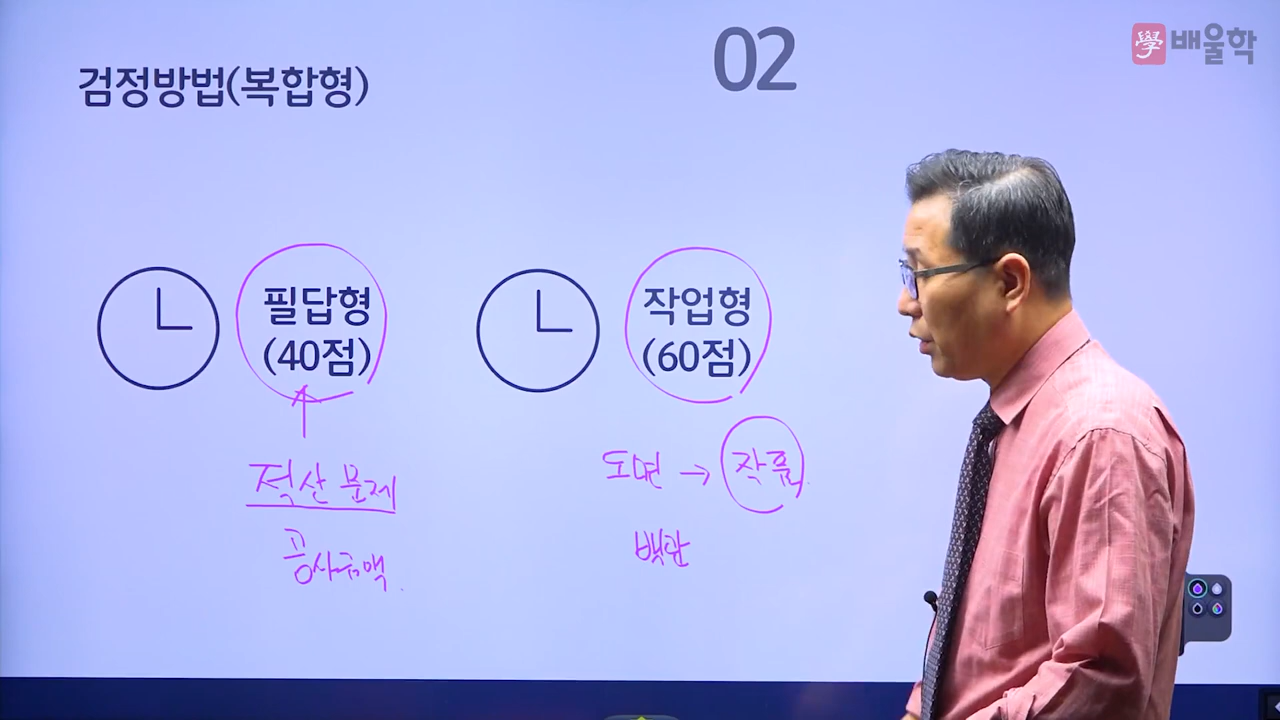 검정방법(복합형)
02
學 배울학
필답형
(40점)
작업형
(60점)
적산 문제
공사금액.
도면 → 작품
백관